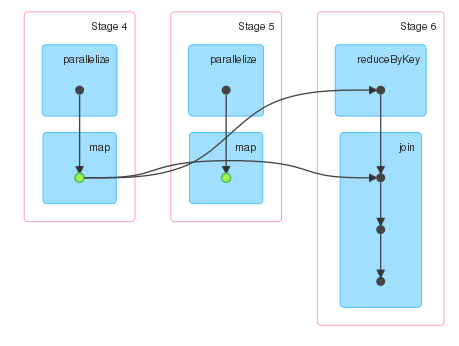 Stage 4
parallelize
map
Stage 5
parallelize
map
Stage 6
reduceByKey
join